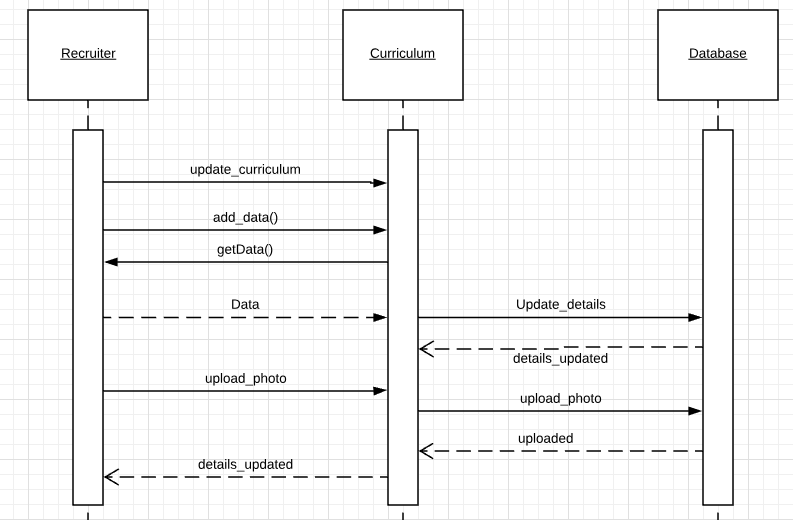 Recruiter
Curriculum
Database
update_curriculum
add_data()
getData()
Data
Update_details
details_updated
upload_photo
upload_photo
uploaded
details_updated